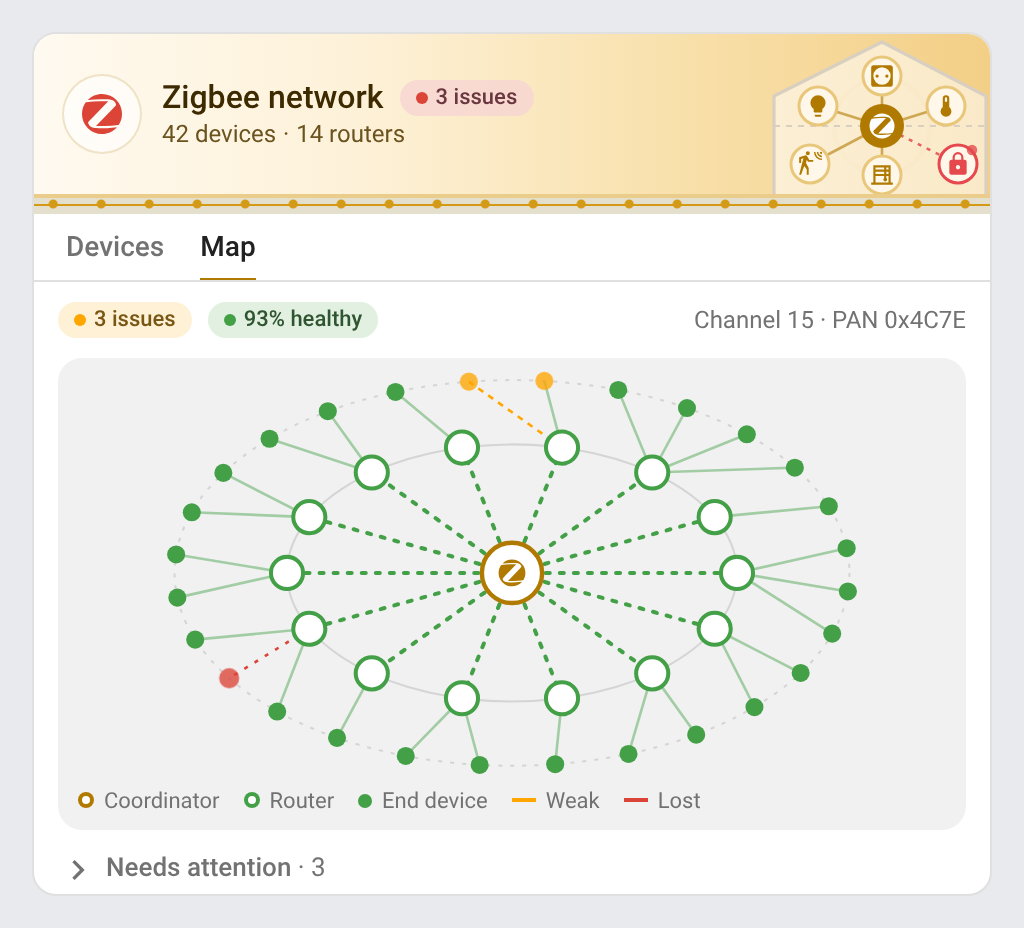 Zigbee network
3 issues
42 devices · 14 routers
Devices
Map
3 issues
93% healthy
Channel 15 · PAN 0x4C7E
Coordinator
Router
End device
Weak
Lost
Needs attention · 3